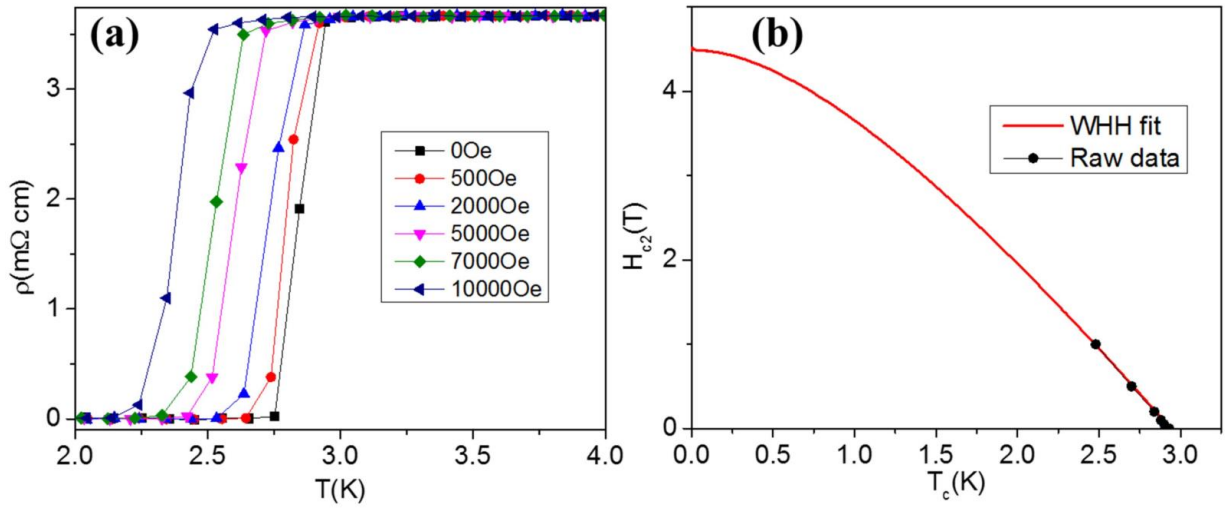 (a)
ρ(mΩ cm)
3
2
1
0
2.0 2.5 3.0 3.5 4.0
T(K)
0Oe
500Oe
2000Oe
5000Oe
7000Oe
10000Oe
(b)
H_c2(T)
4
2
0
0.0 0.5 1.0 1.5 2.0 2.5 3.0
T_c(K)
WHH fit
Raw data